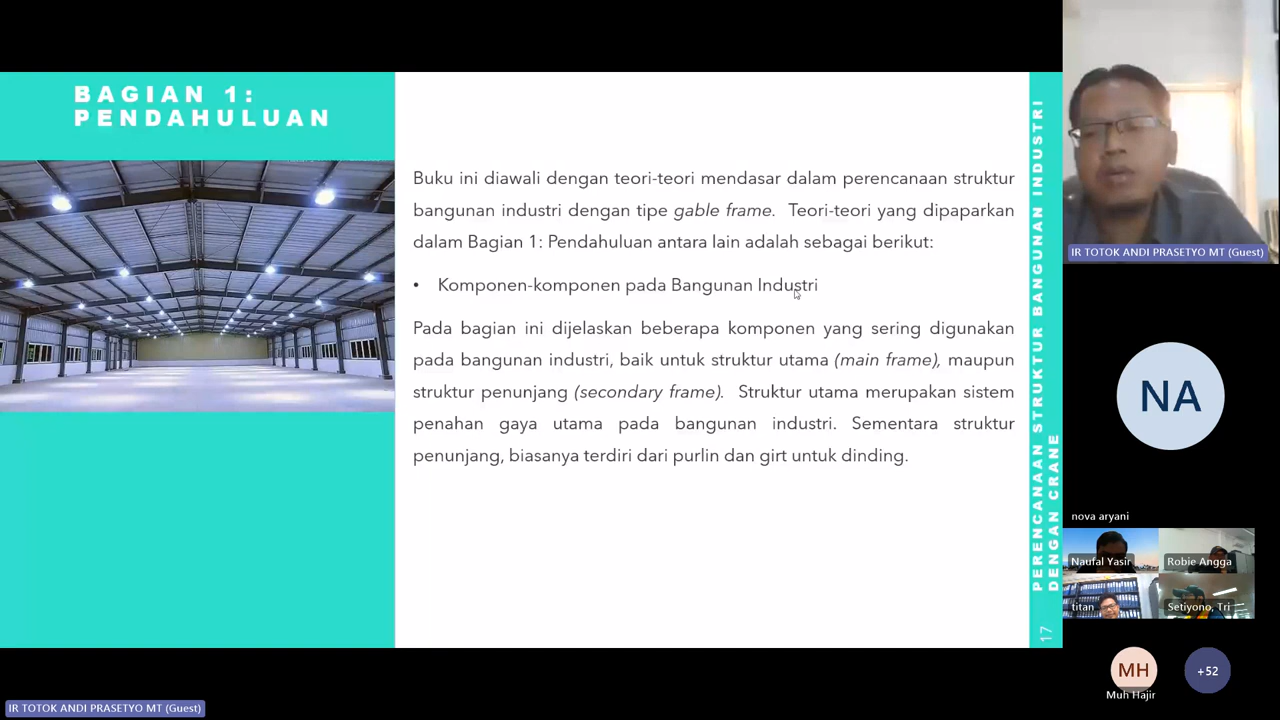 BAGIAN 1:
PENDAHULUAN
Buku ini diawali dengan teori-teori mendasar dalam perencanaan struktur
bangunan industri dengan tipe gable frame. Teori-teori yang dipaparkan
dalam Bagian 1: Pendahuluan antara lain adalah sebagai berikut:
• Komponen-komponen pada Bangunan Industri
Pada bagian ini dijelaskan beberapa komponen yang sering digunakan
pada bangunan industri, baik untuk struktur utama (main frame), maupun
struktur penunjang (secondary frame). Struktur utama merupakan sistem
penahan gaya utama pada bangunan industri. Sementara struktur
penunjang, biasanya terdiri dari purlin dan girt untuk dinding.
PERENCANAAN STRUKTUR BANGUNAN INDUSTRI
DENGAN CRANE
17
IR TOTOK ANDI PRASETYO MT (Guest)
NA
nova aryani
Naufal Yasir
Robie Angga
titan
Setiyono, Tri
MH
Muh Hajir
+52
IR TOTOK ANDI PRASETYO MT (Guest)